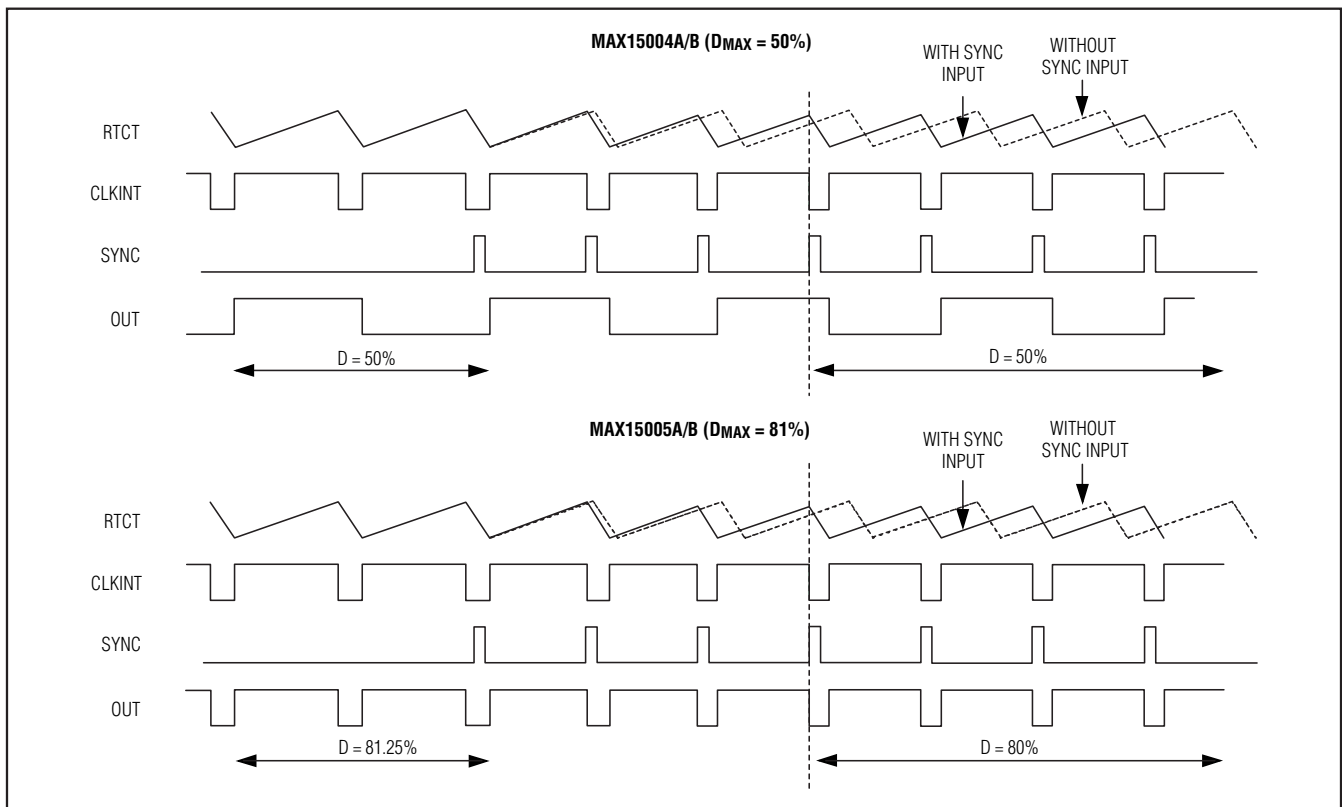 MAX15004A/B (DMAX = 50%)
WITH SYNC
INPUT
WITHOUT
SYNC INPUT
RTCT
CLKINT
SYNC
OUT
D = 50%
D = 50%
MAX15005A/B (DMAX = 81%)
WITH SYNC
INPUT
WITHOUT
SYNC INPUT
RTCT
CLKINT
SYNC
OUT
D = 81.25%
D = 80%